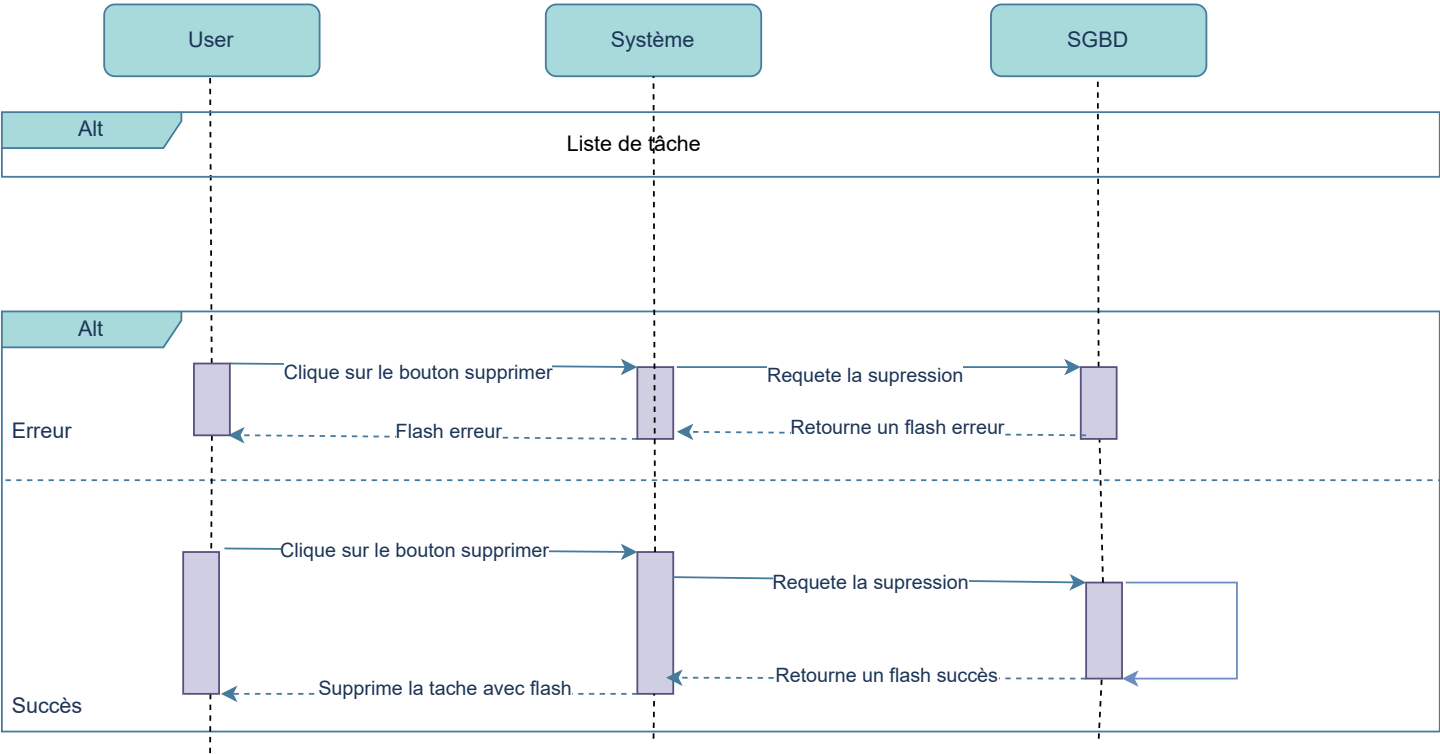 User
Système
SGBD
Alt
Liste de tâche
Alt
Clique sur le bouton supprimer
Requete la supression
Erreur
Flash erreur
Retourne un flash erreur
Clique sur le bouton supprimer
Requete la supression
Retourne un flash succès
Supprime la tache avec flash
Succès